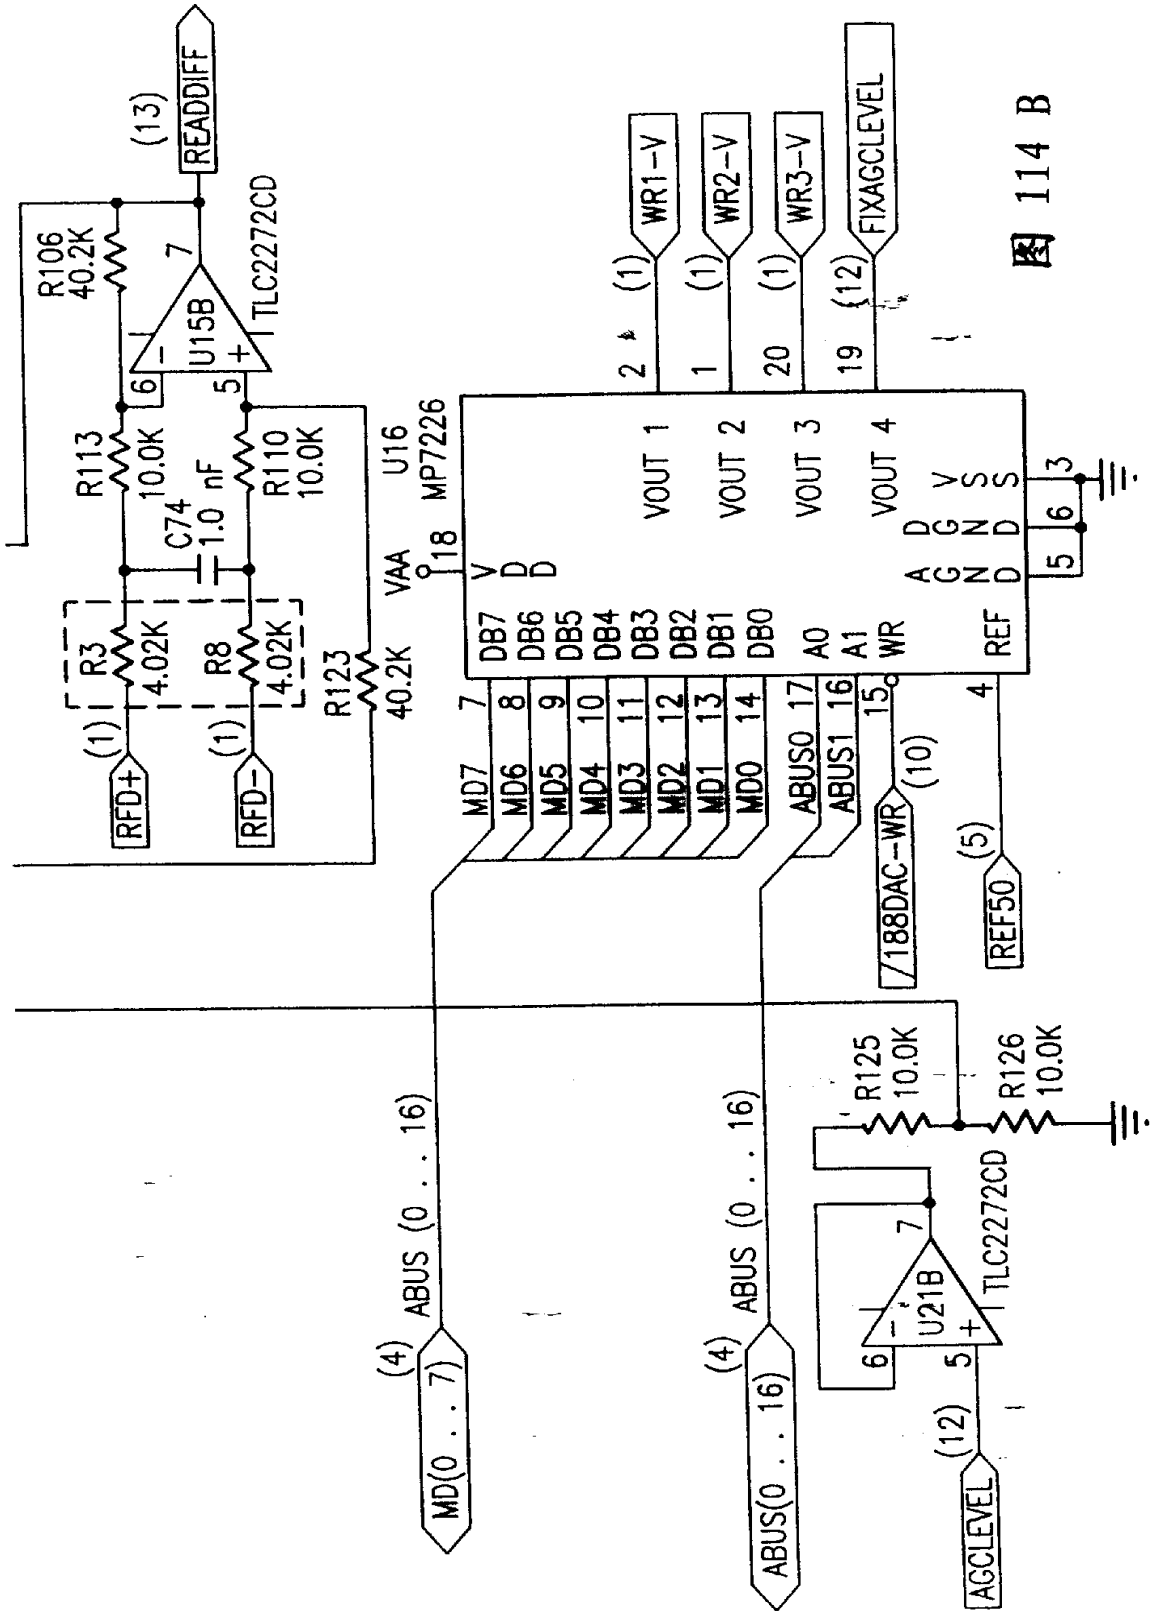 (13)
READDIFF
R106
40.2K
7
TLC2272CD
U15B
6
5
−
+
R113
10.0K
C74
1.0 nF
R110
10.0K
R3
4.02K
R8
4.02K
(1)
RFD+
(1)
RFD-
R123
40.2K
U16
MP7226
VAA
18
VDD
MD7 7 DB7
MD6 8 DB6
MD5 9 DB5
MD4 10 DB4
MD3 11 DB3
MD2 12 DB2
MD1 13 DB1
MD0 14 DB0
ABUS0 17 A0
ABUS1 16 A1
15 WR
/188DAC-WR
(10)
4 REF
REF50
(5)
VOUT 1 2 (1) WR1-V
VOUT 2 1 (1) WR2-V
VOUT 3 20 (1) WR3-V
VOUT 4 19 (12) FIXAGCLEVEL
AGND 5
DGND 6
VSS 3
(4)
MD(0 . . . 7)
ABUS (0 . . . 16)
(4)
ABUS(0 . . . 16)
ABUS (0 . . . 16)
AGCLEVEL
(12)
6
5
−
+
U21B
7
TLC2272CD
R125
10.0K
R126
10.0K
图 114 B